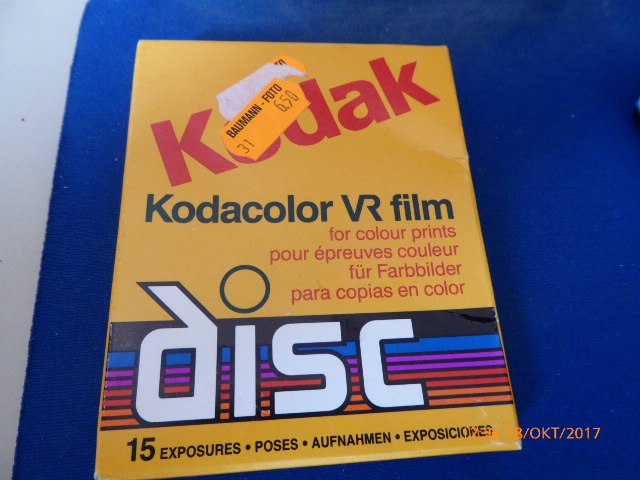 Kodak
BAUMANN - FOTO
31 6,50
Kodacolor VR film
for colour prints
pour épreuves couleur
für Farbbilder
para copias en color
disc
15 EXPOSURES • POSES • AUFNAHMEN • EXPOSICIONES
/OKT/2017